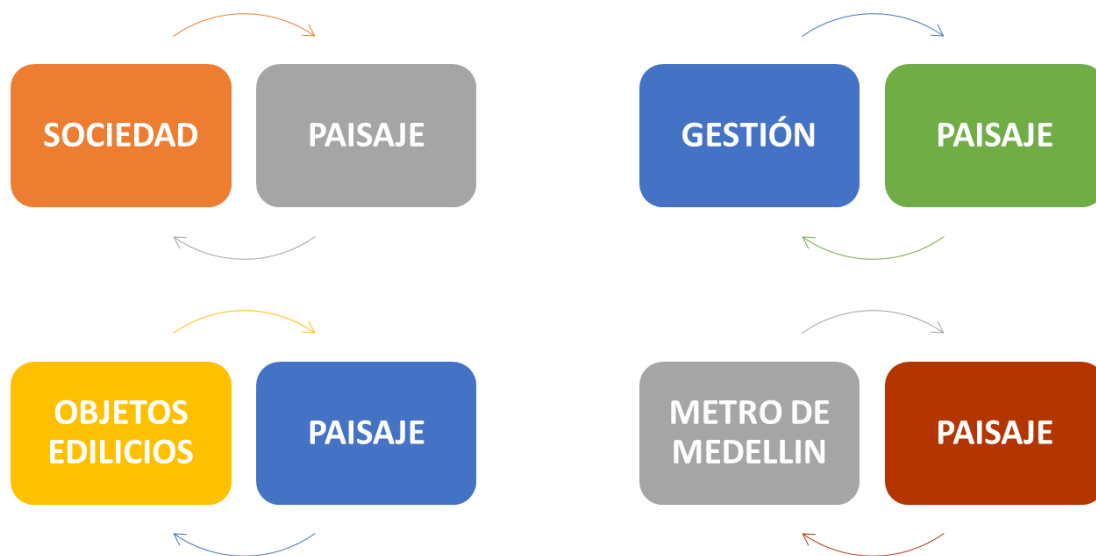 SOCIEDAD
PAISAJE
GESTIÓN
PAISAJE
OBJETOS
EDILICIOS
PAISAJE
METRO DE
MEDELLIN
PAISAJE